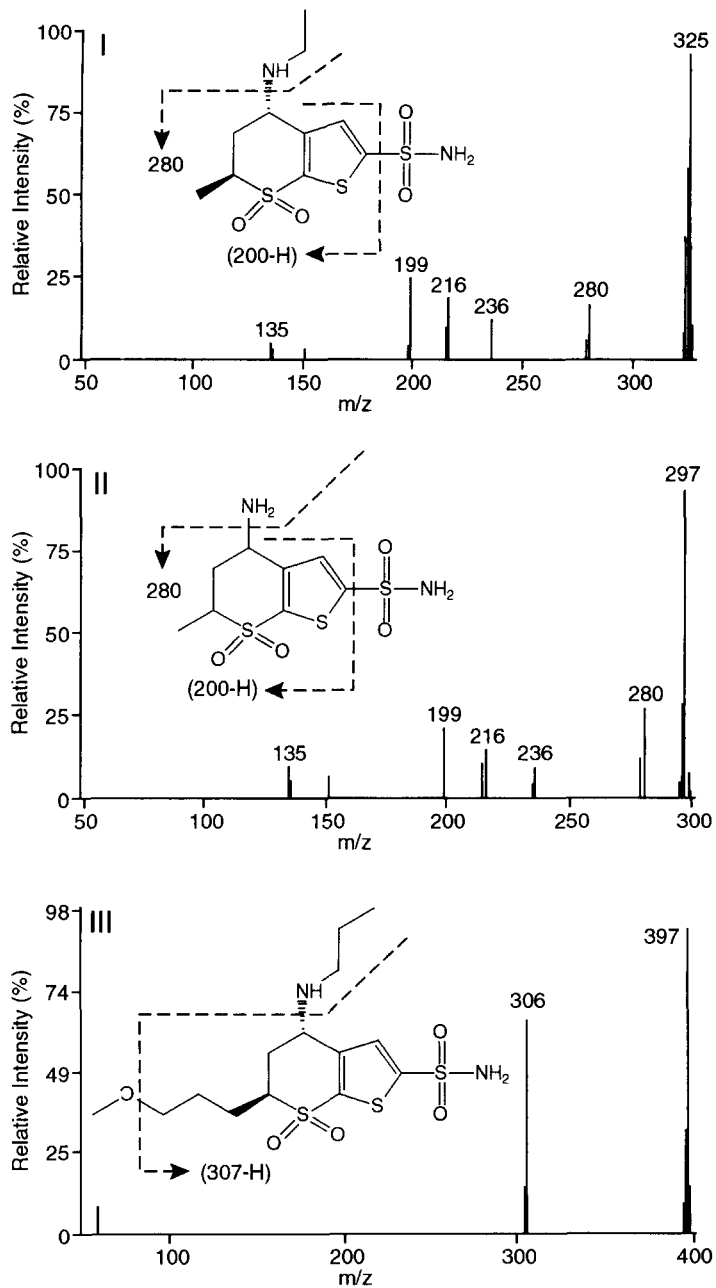 I
Relative Intensity (%)
100
75
50
25
0
NH
280
O
S
NH2
O
S
S
O
O
(200-H)
135
199
216
236
280
325
50 100 150 200 250 300
m/z
II
Relative Intensity (%)
100
75
50
25
0
NH2
280
O
S
NH2
O
S
S
O
O
(200-H)
135
199
216
236
280
297
50 100 150 200 250 300
m/z
III
Relative Intensity (%)
98
74
49
25
0
NH
O
O
S
NH2
O
S
S
O
O
(307-H)
306
397
100 200 300 400
m/z